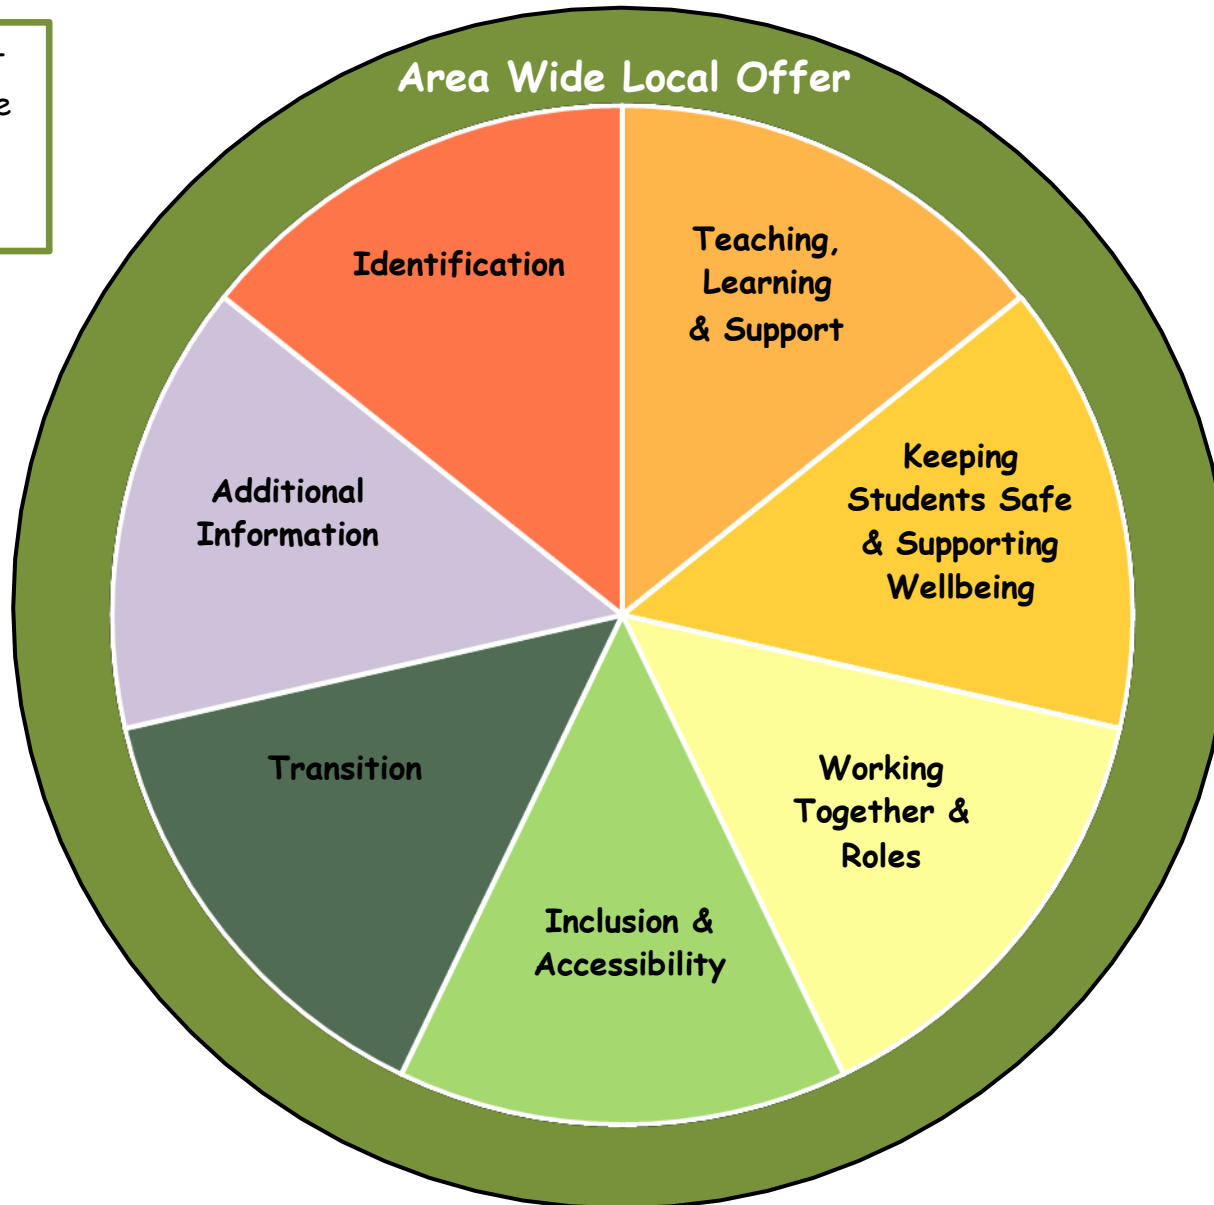 Area Wide Local Offer
Identification
Teaching,
Learning
& Support
Keeping
Students Safe
& Supporting
Wellbeing
Working
Together &
Roles
Inclusion &
Accessibility
Transition
Additional
Information